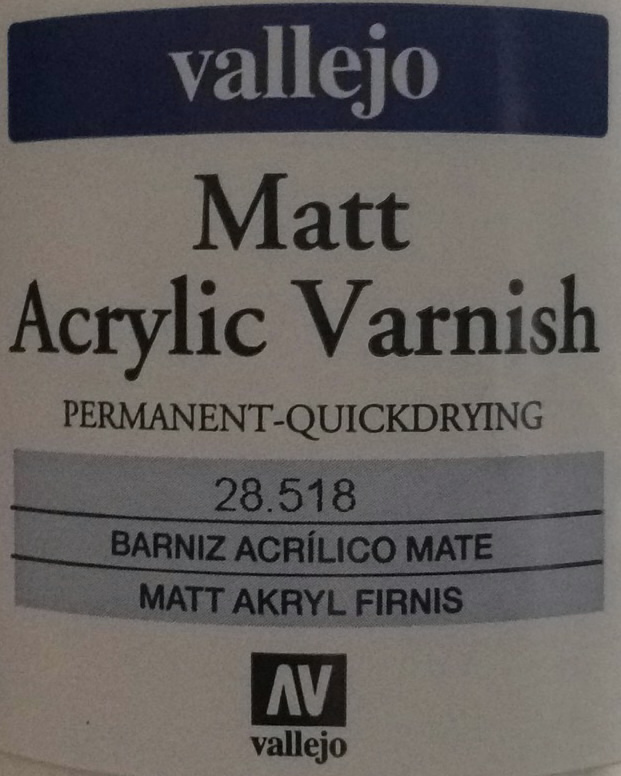 vallejo
Matt
Acrylic Varnish
PERMANENT-QUICKDRYING
28.518
BARNIZ ACRÍLICO MATE
MATT AKRYL FIRNIS
AV
vallejo